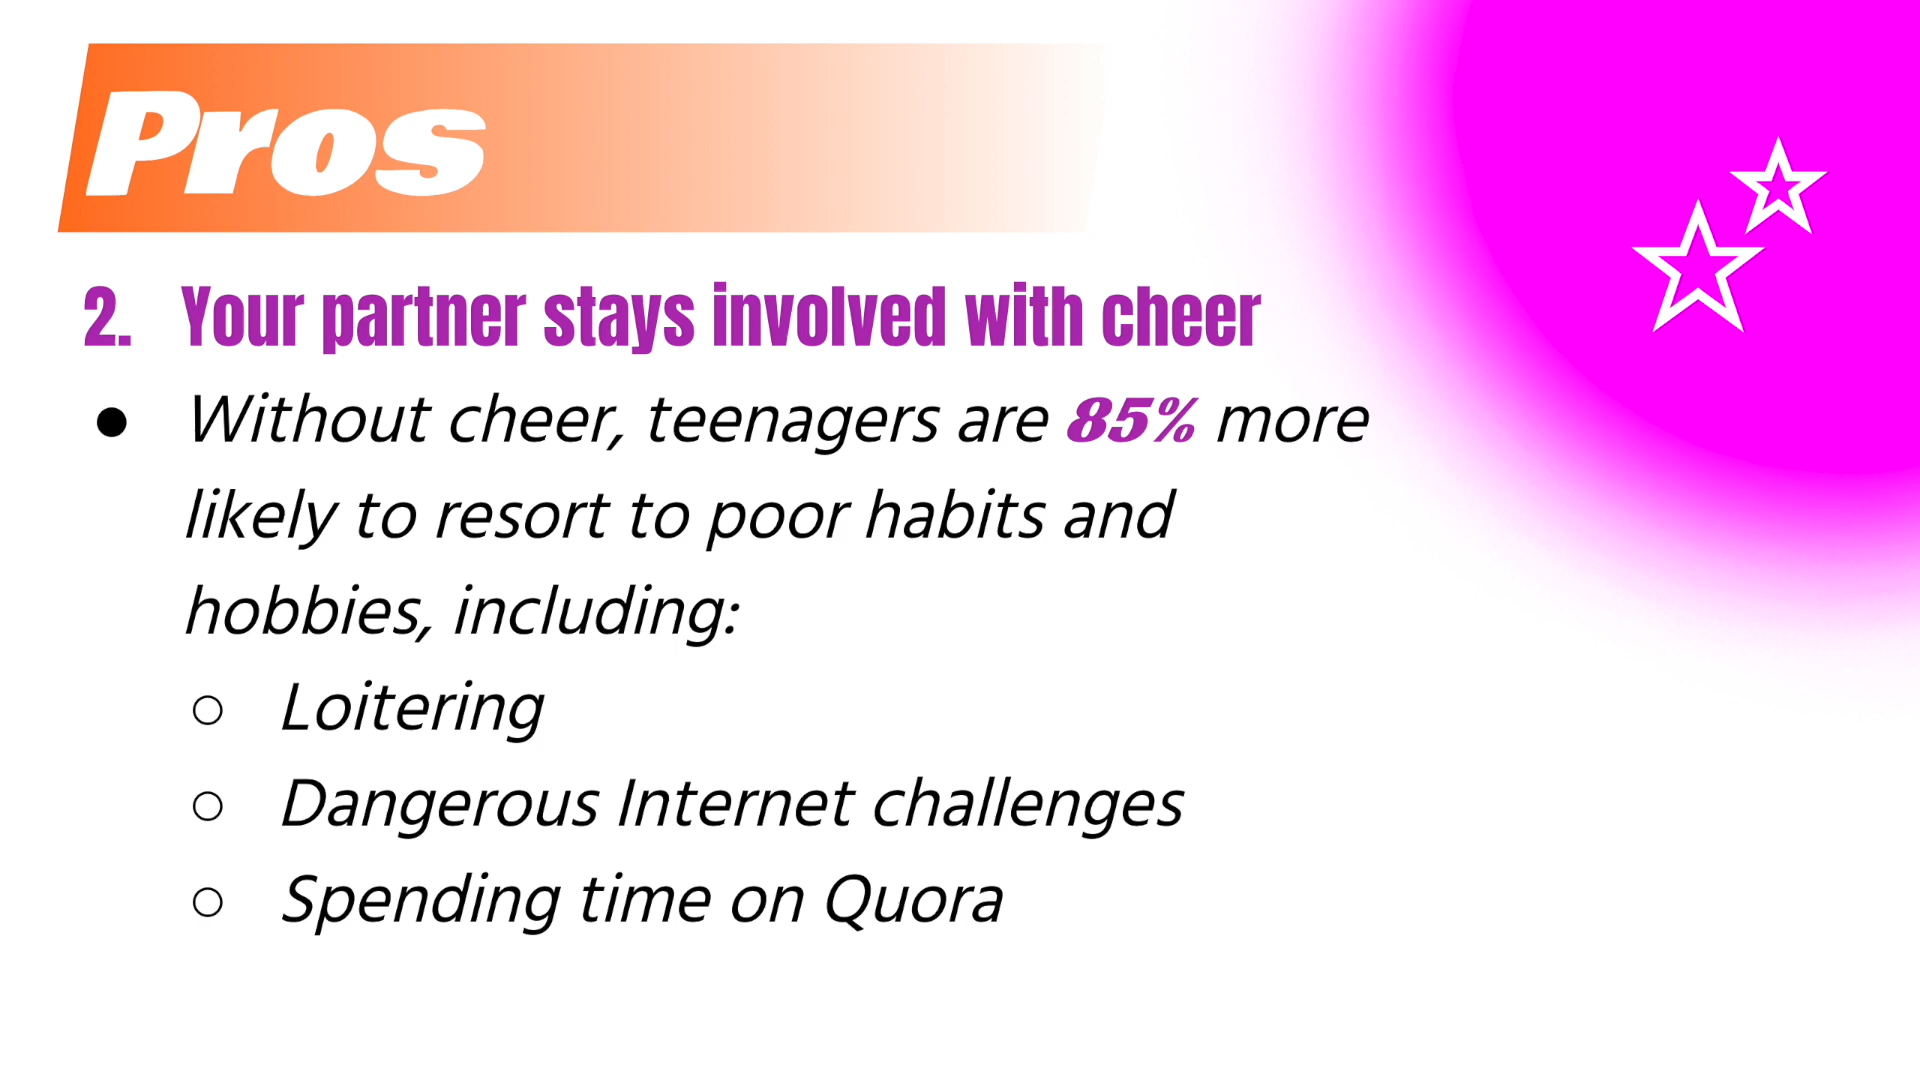 Pros
2. Your partner stays involved with cheer
● Without cheer, teenagers are 85% more
likely to resort to poor habits and
hobbies, including:
○ Loitering
○ Dangerous Internet challenges
○ Spending time on Quora